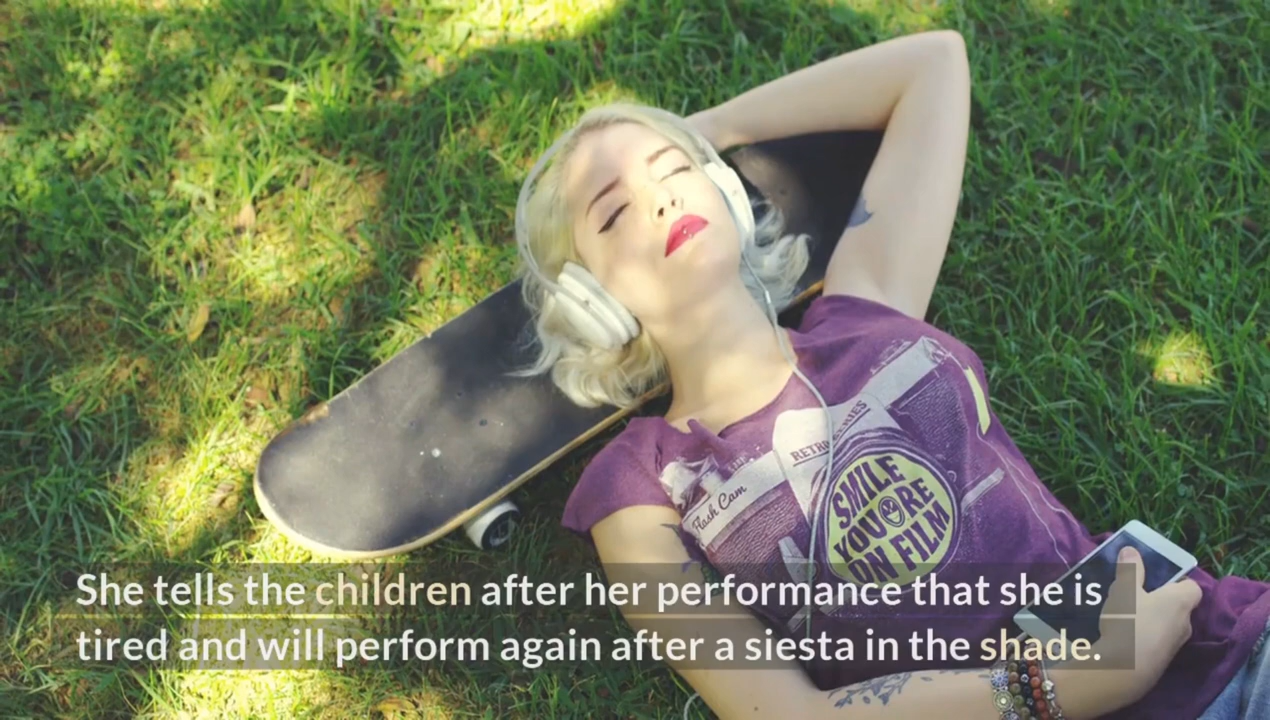 RETRO SERIES
Flash Cam
SMILE
YOU RE
ON FILM
She tells the children after her performance that she is
tired and will perform again after a siesta in the shade.